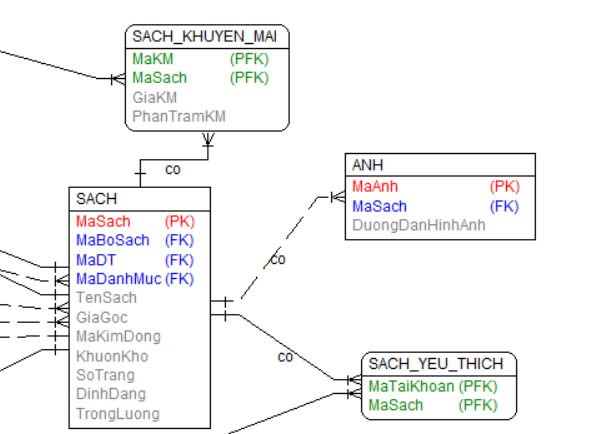 SACH_KHUYEN_MAI
MaKM (PFK)
MaSach (PFK)
GiaKM
PhanTramKM
co
ANH
MaAnh (PK)
MaSach (FK)
DuongDanHinhAnh
SACH
MaSach (PK)
MaBoSach (FK)
MaDT (FK)
MaDanhMuc (FK)
TenSach
GiaGoc
MaKimDong
KhuonKho
SoTrang
DinhDang
TrongLuong
co
co
SACH_YEU_THICH
MaTaiKhoan (PFK)
MaSach (PFK)